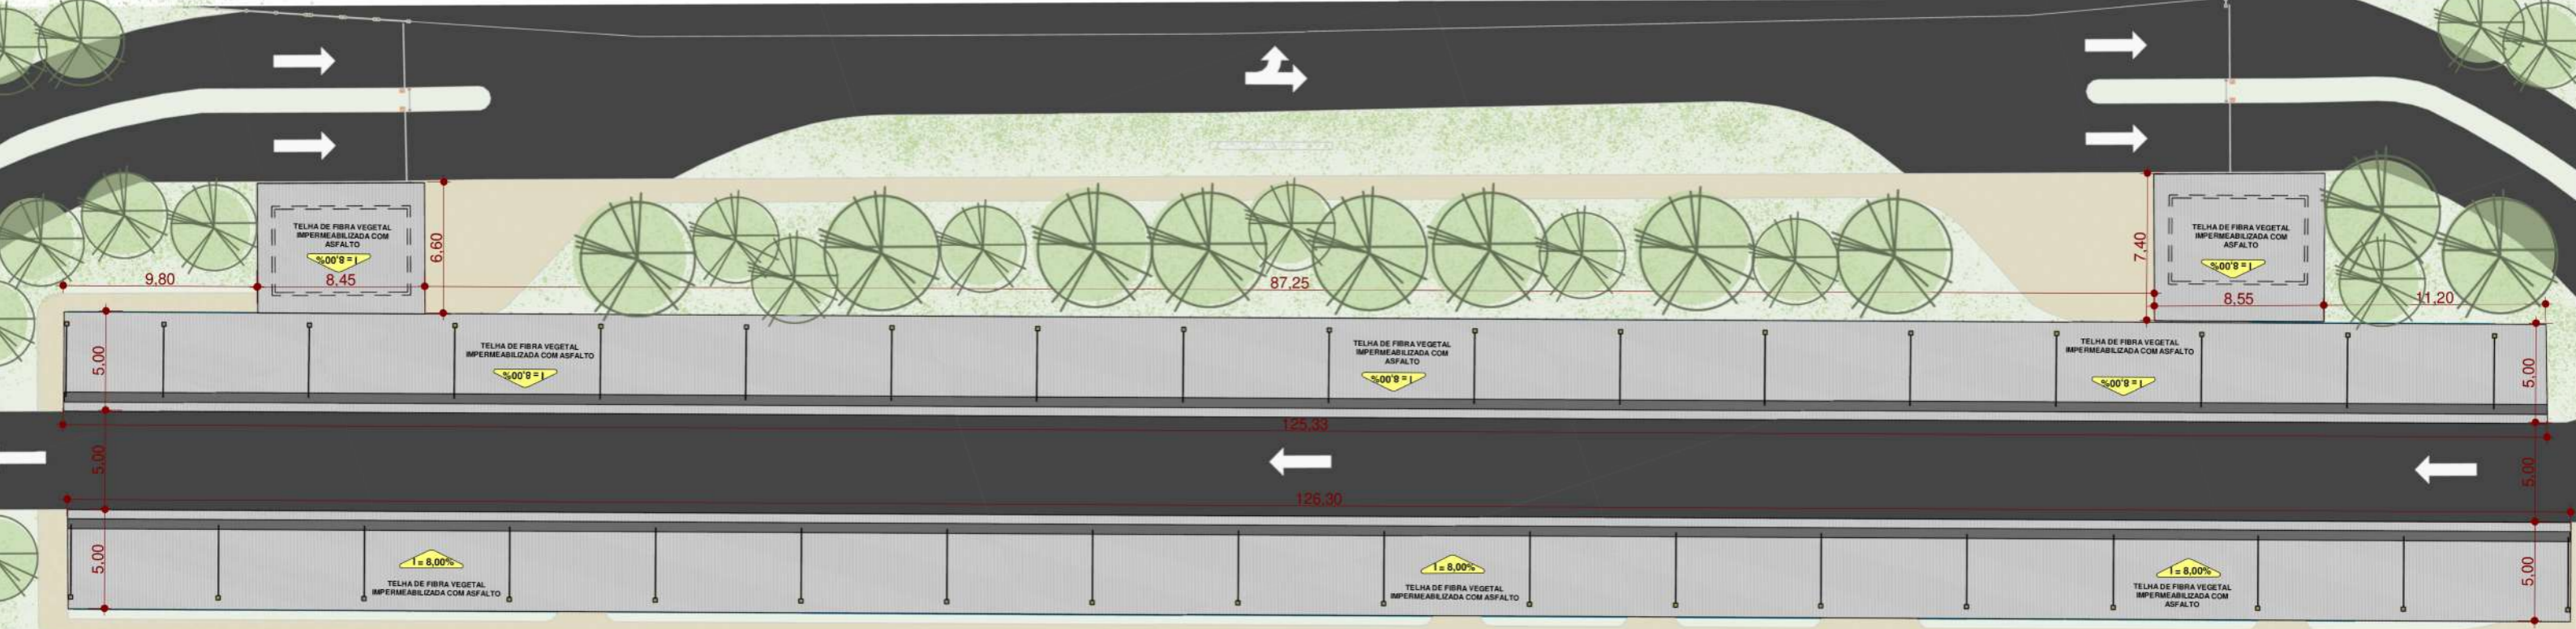 TELHA DE FIBRA VEGETAL
IMPERMEABILIZADA COM
ASFALTO
I = 8,00%
9,80
8,45
6,60
87,25
TELHA DE FIBRA VEGETAL
IMPERMEABILIZADA COM
ASFALTO
I = 8,00%
7,40
8,55
11,20
5,00
TELHA DE FIBRA VEGETAL
IMPERMEABILIZADA COM ASFALTO
I = 8,00%
TELHA DE FIBRA VEGETAL
IMPERMEABILIZADA COM
ASFALTO
I = 8,00%
TELHA DE FIBRA VEGETAL
IMPERMEABILIZADA COM ASFALTO
I = 8,00%
5,00
125,33
5,00
5,00
126,30
5,00
I = 8,00%
TELHA DE FIBRA VEGETAL
IMPERMEABILIZADA COM ASFALTO
I = 8,00%
TELHA DE FIBRA VEGETAL
IMPERMEABILIZADA COM ASFALTO
I = 8,00%
TELHA DE FIBRA VEGETAL
IMPERMEABILIZADA COM
ASFALTO
5,00